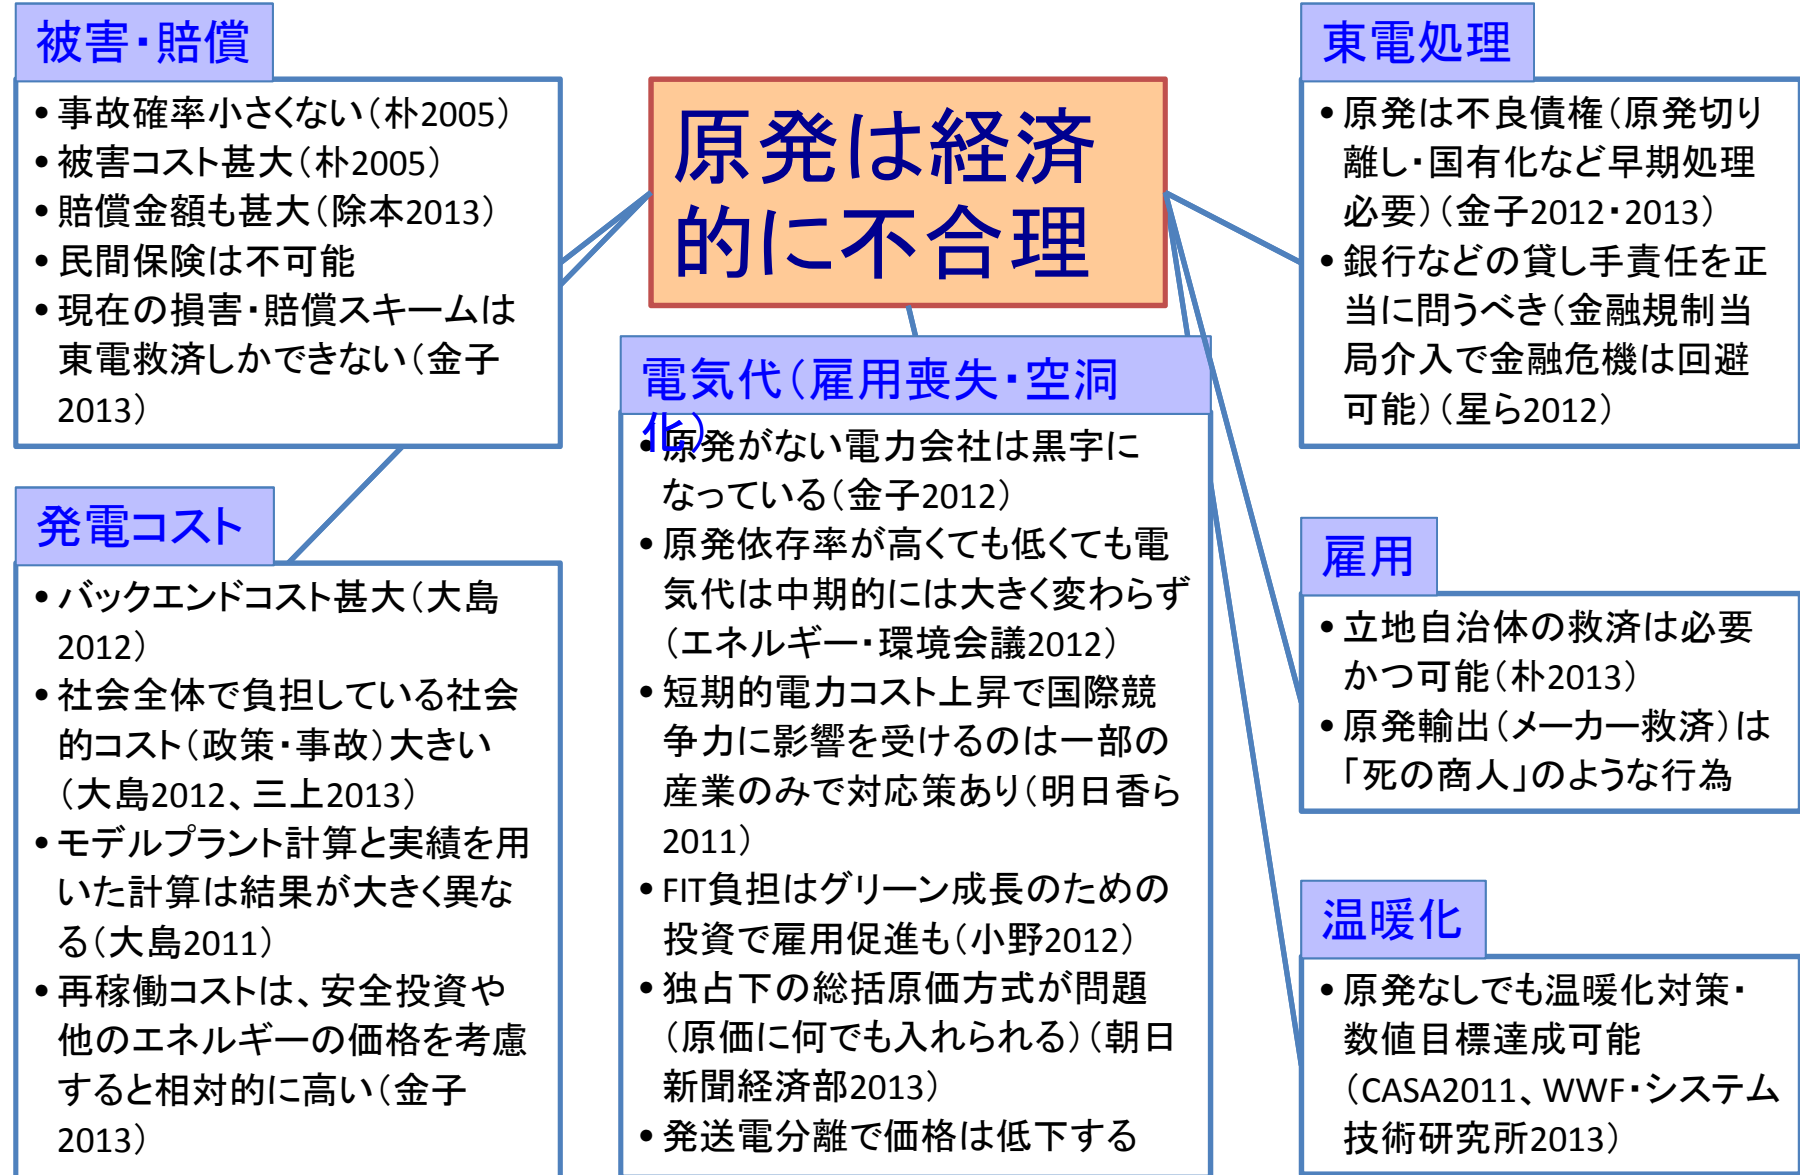 被害・賠償
• 事故確率小さくない（朴2005）
• 被害コスト甚大（朴2005）
• 賠償金額も甚大（除本2013）
• 民間保険は不可能
• 現在の損害・賠償スキームは
東電救済しかできない（金子
2013）
発電コスト
• バックエンドコスト甚大（大島
2012）
• 社会全体で負担している社会
的コスト（政策・事故）大きい
（大島2012、三上2013）
• モデルプラント計算と実績を用
いた計算は結果が大きく異な
る（大島2011）
• 再稼働コストは、安全投資や
他のエネルギーの価格を考慮
すると相対的に高い（金子
2013）
原発は経済
的に不合理
電気代（雇用喪失・空洞
化）
• 原発がない電力会社は黒字に
なっている（金子2012）
• 原発依存率が高くても低くても電
気代は中期的には大きく変わらず
（エネルギー・環境会議2012）
• 短期的電力コスト上昇で国際競
争力に影響を受けるのは一部の
産業のみで対応策あり（明日香ら
2011）
• FIT負担はグリーン成長のための
投資で雇用促進も（小野2012）
• 独占下の総括原価方式が問題
（原価に何でも入れられる）（朝日
新聞経済部2013）
• 発送電分離で価格は低下する
東電処理
• 原発は不良債権（原発切り
離し・国有化など早期処理
必要）（金子2012・2013）
• 銀行などの貸し手責任を正
当に問うべき（金融規制当
局介入で金融危機は回避
可能）（星ら2012）
雇用
• 立地自治体の救済は必要
かつ可能（朴2013）
• 原発輸出（メーカー救済）は
「死の商人」のような行為
温暖化
• 原発なしでも温暖化対策・
数値目標達成可能
（CASA2011、WWF・システム
技術研究所2013）